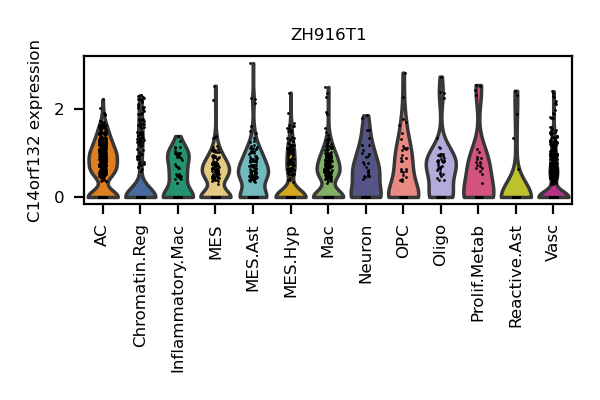 ZH916T1
C14orf132 expression
2
0
AC
Chromatin.Reg
Inflammatory.Mac
MES
MES.Ast
MES.Hyp
Mac
Neuron
OPC
Oligo
Prolif.Metab
Reactive.Ast
Vasc